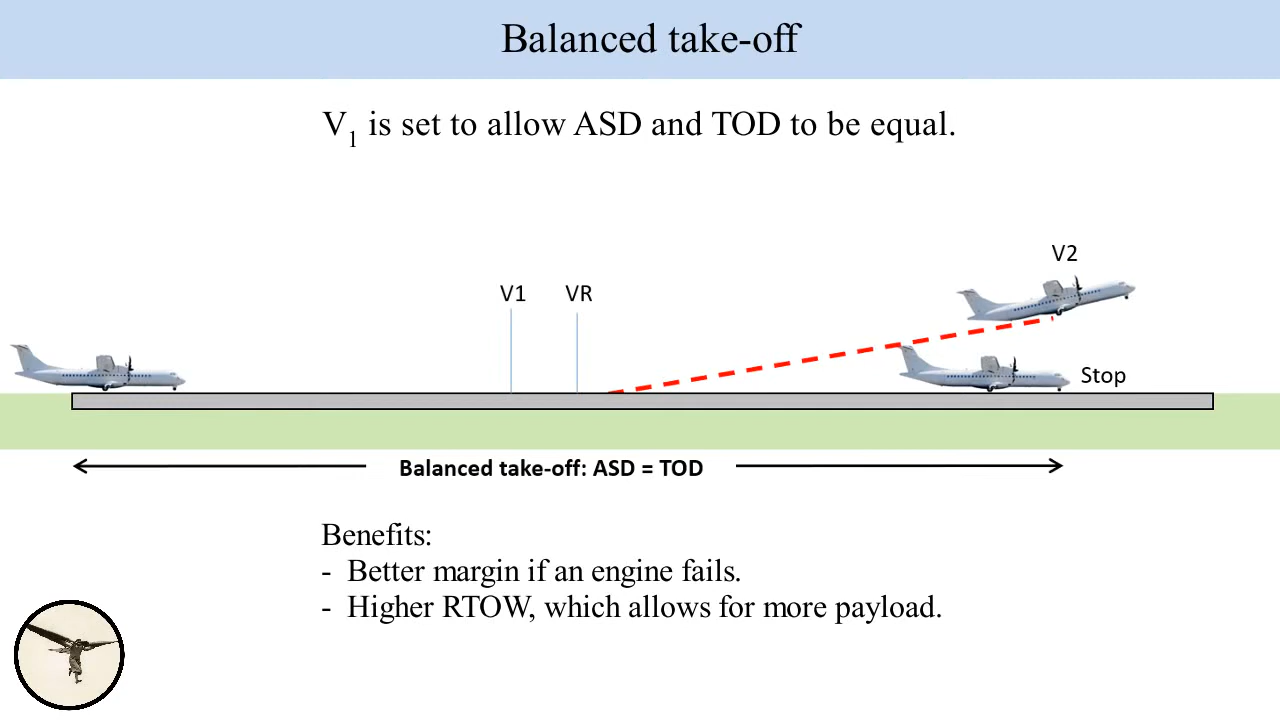 Balanced take-off
V1 is set to allow ASD and TOD to be equal.
V2
V1
VR
Stop
Balanced take-off: ASD = TOD
Benefits:
- Better margin if an engine fails.
- Higher RTOW, which allows for more payload.